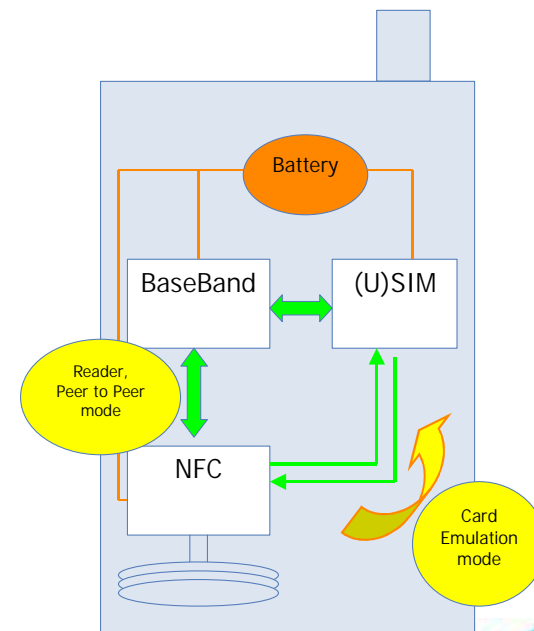 Battery
BaseBand
(U)SIM
Reader,
Peer to Peer
mode
NFC
Card
Emulation
mode